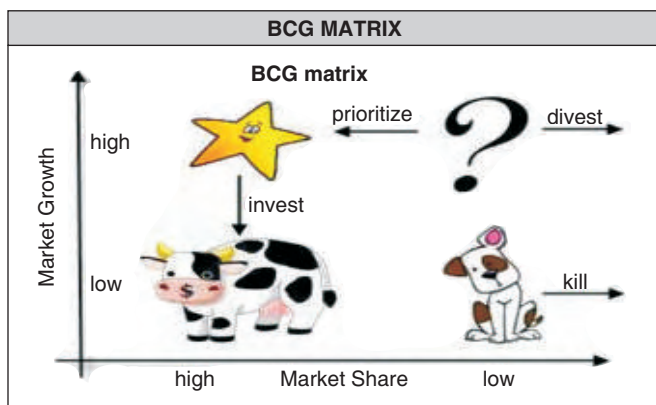 BCG MATRIX
BCG matrix
prioritize
divest
high
invest
Market Growth
low
$
kill
high Market Share low